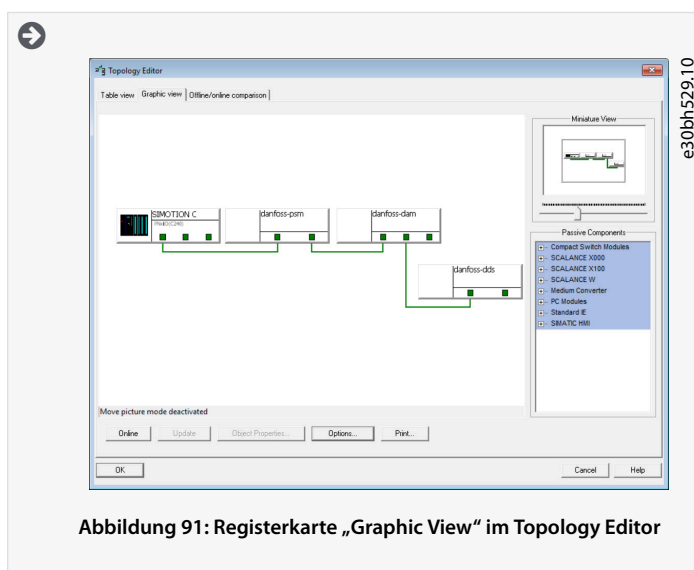 Topology Editor
Table view Graphic view Offline/online comparison
e30bh529.10
Miniature View
SIMOTION C
danfoss-psm
danfoss-dam
danfoss-dds
Passive Components
Compact Switch Modules
SCALANCE X000
SCALANCE X100
SCALANCE W
Medium Converter
PC Modules
Standard IE
SIMATIC HMI
Move picture mode deactivated
Online Update Object Properties... Options... Print...
OK Cancel Help
Abbildung 91: Registerkarte „Graphic View“ im Topology Editor